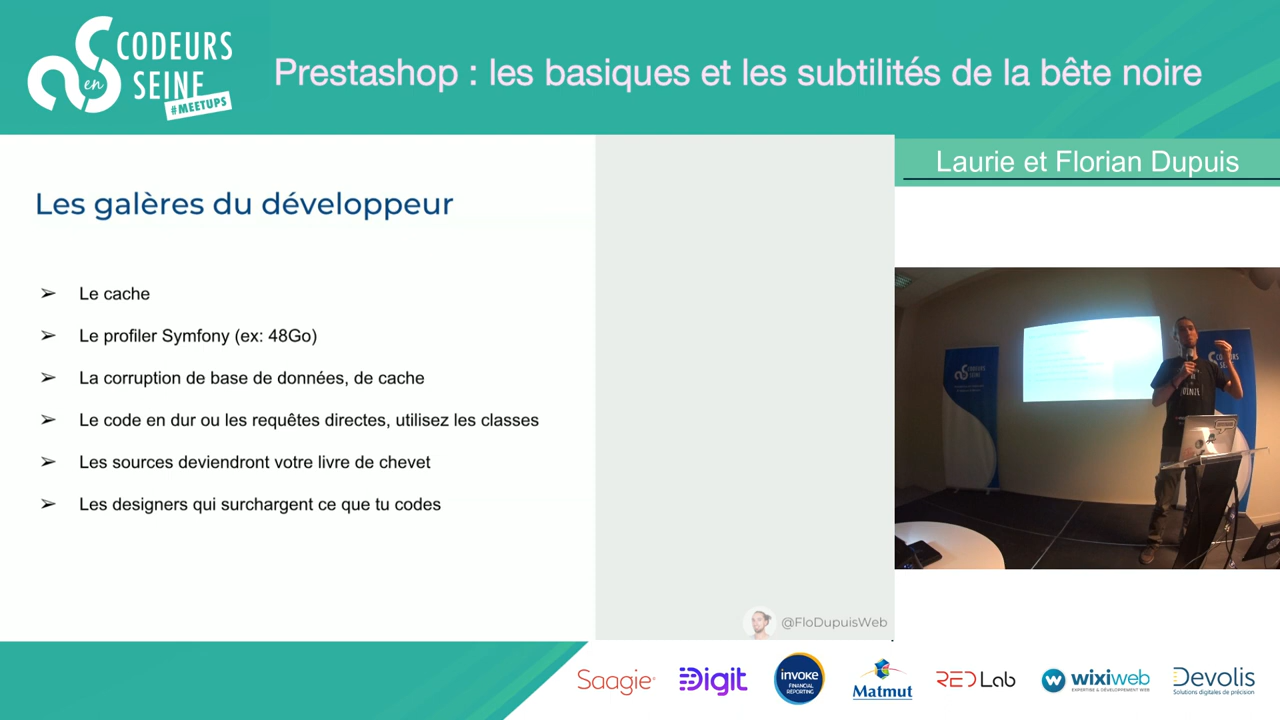 CODEURS
en
SEINE
#MEETUPS
Prestashop : les basiques et les subtilités de la bête noire
Laurie et Florian Dupuis
Les galères du développeur
➢ Le cache
➢ Le profiler Symfony (ex: 48Go)
➢ La corruption de base de données, de cache
➢ Le code en dur ou les requêtes directes, utilisez les classes
➢ Les sources deviendront votre livre de chevet
➢ Les designers qui surchargent ce que tu codes
@FloDupuisWeb
CODEURS
SEINE
Saagie
Digit
invoke
FINANCIAL
REPORTING
Matmut
RED Lab
wixiweb
EXPERTISE & DÉVELOPPEMENT WEB
Devolis
Solutions digitales de précision